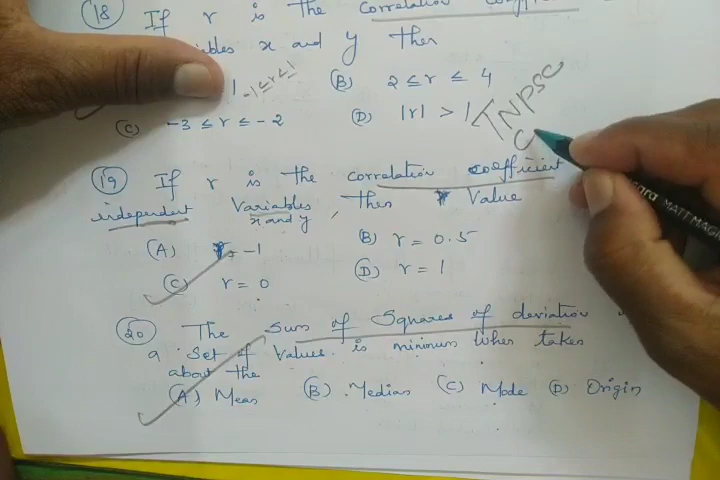 (18 If r is the Correlation
x and y then
1 -1≤r≤1 (B) 2 ≤ r ≤ 4
(C) -3 ≤ r ≤ -2 (D) |r| > 1
TNPSC
(19) If r is the correlation coefficient
independent Variables x and y, then r Value
(A) r = -1 (B) r = 0.5
(C) r = 0 (D) r = 1
(20) The Sum of Squares of deviation
a Set of Values is minimum when taken
about the
(A) Mean (B) Median (C) Mode (D) Origin